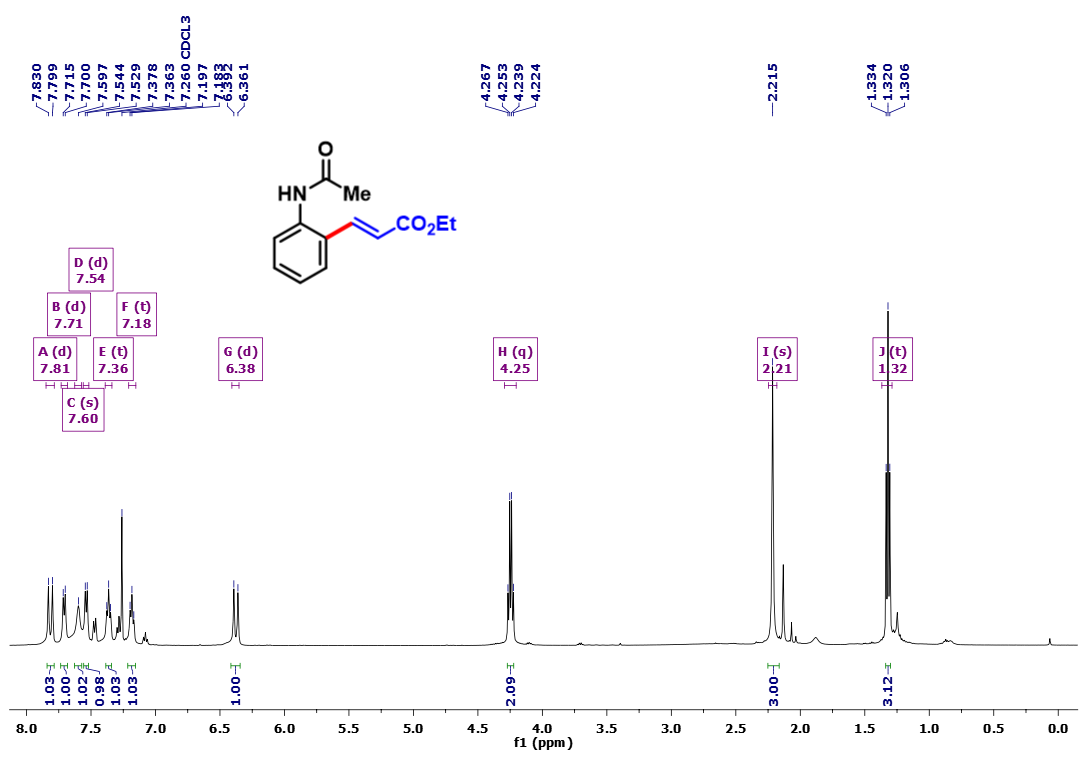 7.830
7.799
7.715
7.700
7.597
7.544
7.529
7.378
7.363
7.260 CDCL3
7.197
7.183
6.392
6.361
4.267
4.253
4.239
4.224
2.215
1.334
1.320
1.306
O
HN
Me
CO2Et
D (d)
7.54
B (d)
7.71
F (t)
7.18
A (d)
7.81
E (t)
7.36
G (d)
6.38
H (q)
4.25
I (s)
2.21
J (t)
1.32
C (s)
7.60
1.03
1.00
1.02
0.98
1.03
1.03
1.00
2.09
3.00
3.12
8.0 7.5 7.0 6.5 6.0 5.5 5.0 4.5 4.0 3.5 3.0 2.5 2.0 1.5 1.0 0.5 0.0
f1 (ppm)